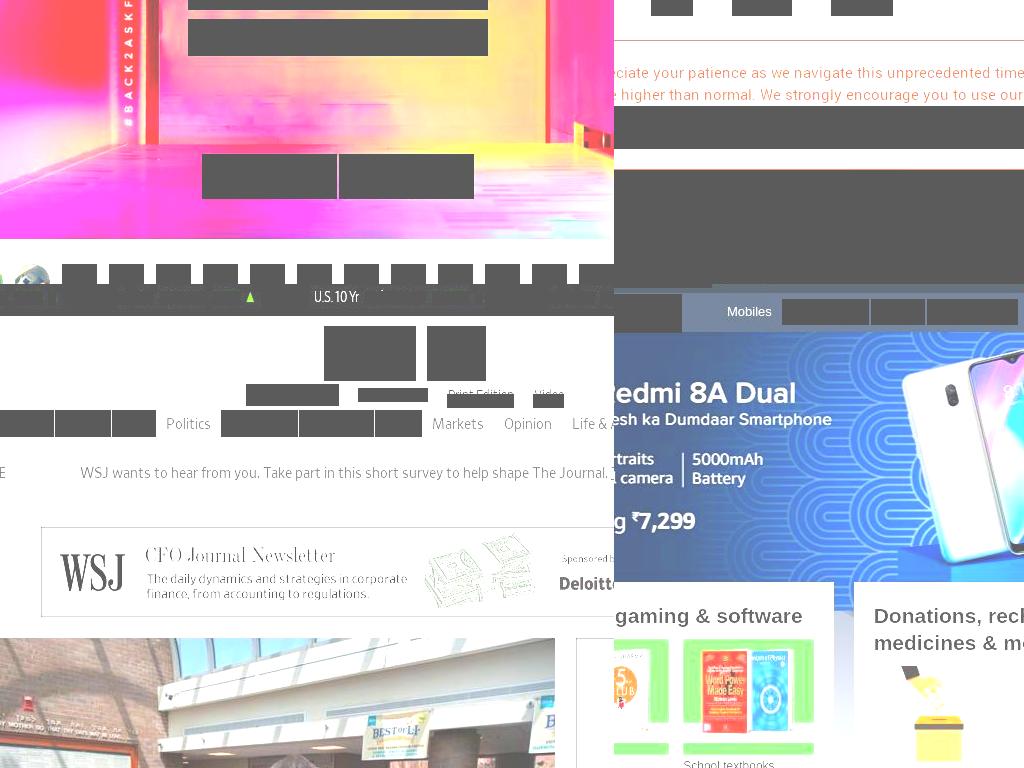 #BACK2ASKF
eciate your patience as we navigate this unprecedented time
higher than normal. We strongly encourage you to use our
U.S. 10 Yr
Print Edition Video
Politics Markets Opinion Life &
E WSJ wants to hear from you. Take part in this short survey to help shape The Journal.
WSJ
CFO Journal Newsletter
The daily dynamics and strategies in corporate
finance, from accounting to regulations.
Sponsored b
Deloitte
BEST of LI
Mobiles
Redmi 8A Dual
esh ka Dumdaar Smartphone
rtraits
camera
5000mAh
Battery
g ₹7,299
gaming & software
Word Power
Made Easy
School textbooks
Donations, rech
medicines & mo